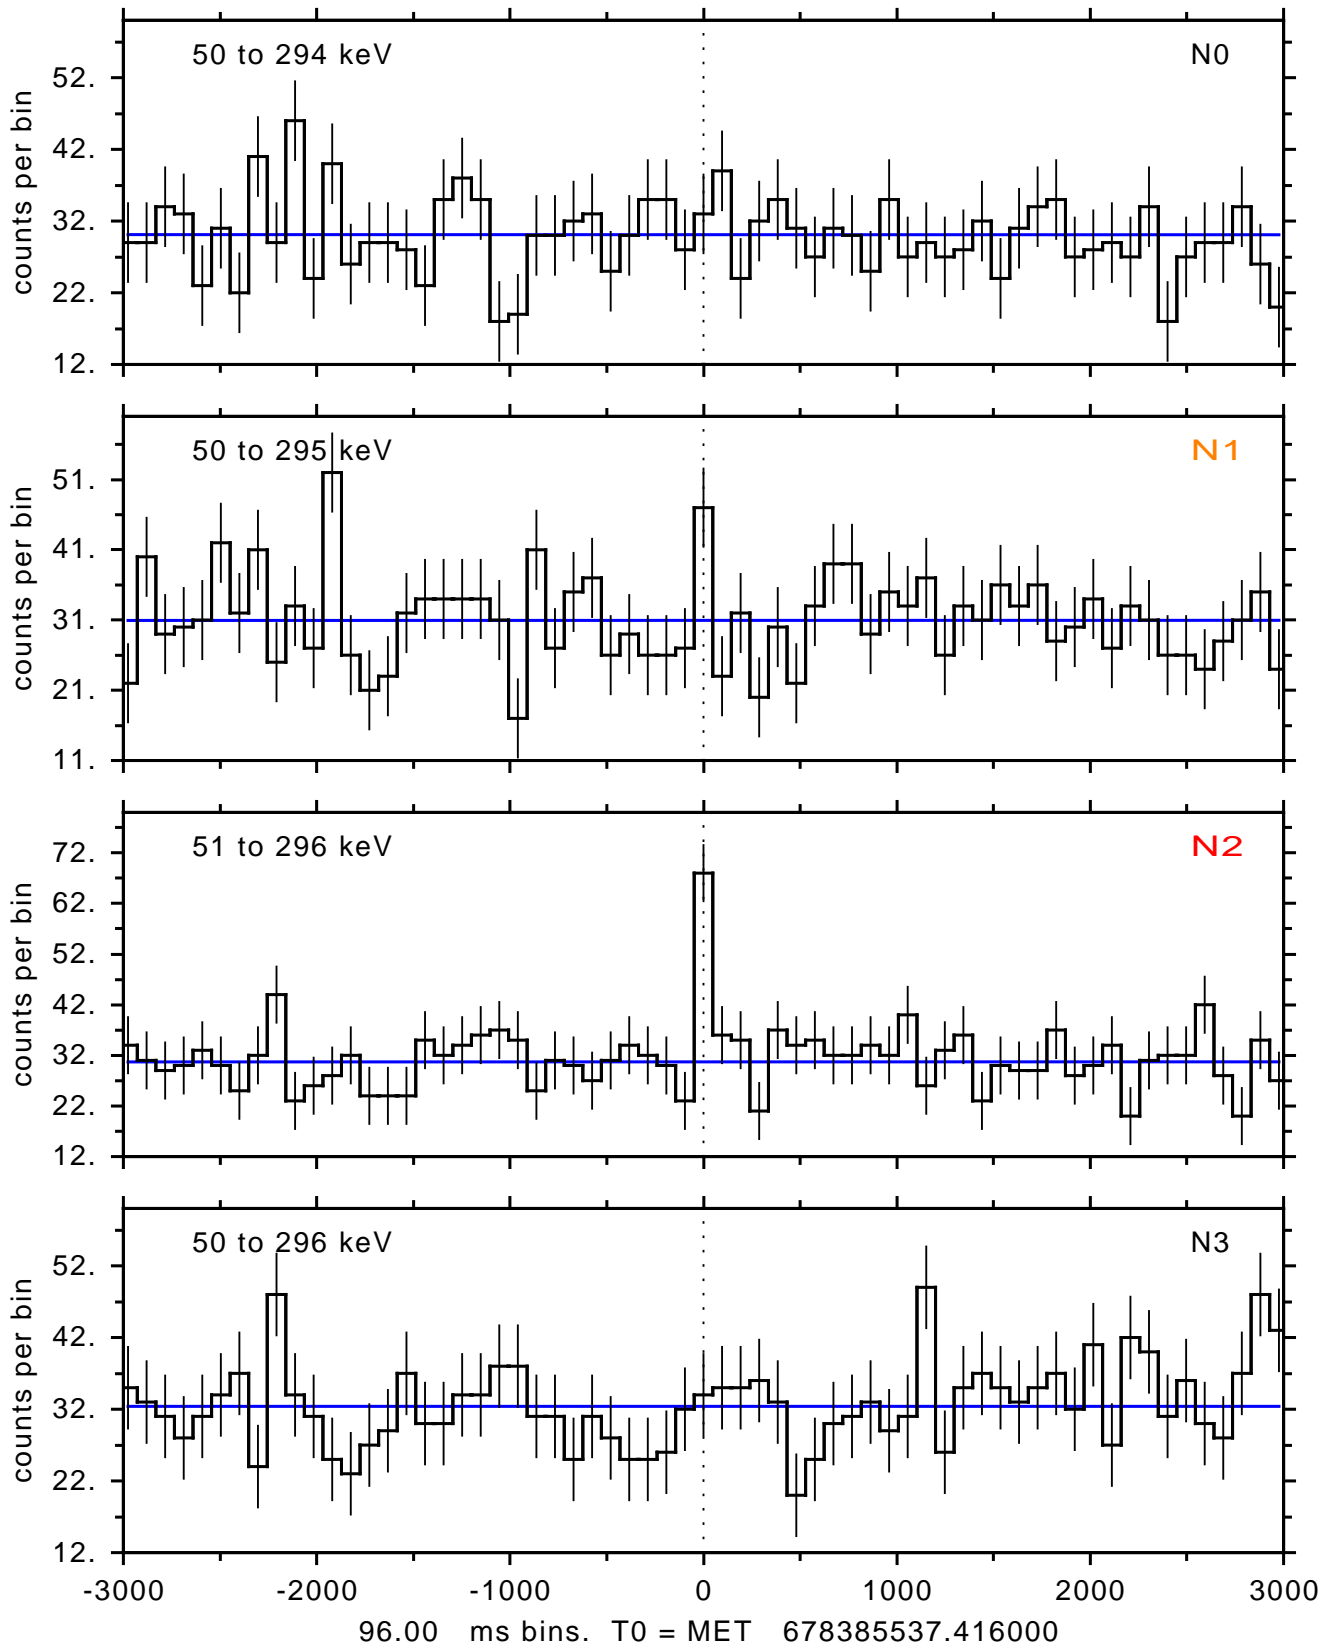 50 to 294 keV N0
counts per bin
52.
42.
32.
22.
12.
50 to 295 keV N1
counts per bin
51.
41.
31.
21.
11.
51 to 296 keV N2
counts per bin
72.
62.
52.
42.
32.
22.
12.
50 to 296 keV N3
counts per bin
52.
42.
32.
22.
12.
-3000 -2000 -1000 0 1000 2000 3000
96.00 ms bins. T0 = MET 678385537.416000